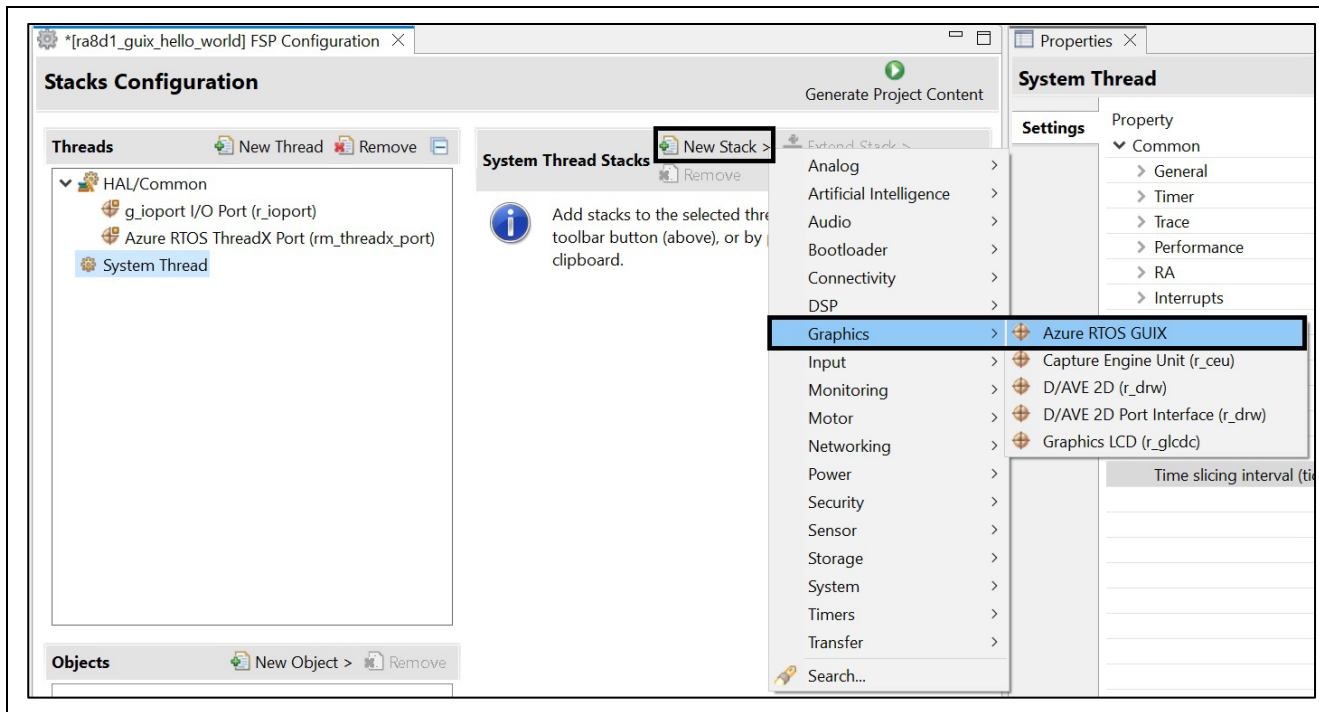 *[ra8d1_guix_hello_world] FSP Configuration
Properties
Stacks Configuration
Generate Project Content
System Thread
Threads
New Thread
Remove
HAL/Common
g_ioport I/O Port (r_ioport)
Azure RTOS ThreadX Port (rm_threadx_port)
System Thread
System Thread Stacks
New Stack >
Extend Stack >
Remove
Add stacks to the selected thre
toolbar button (above), or by
clipboard.
Analog >
Artificial Intelligence >
Audio >
Bootloader >
Connectivity >
DSP >
Graphics >
Input >
Monitoring >
Motor >
Networking >
Power >
Security >
Sensor >
Storage >
System >
Timers >
Transfer >
Search...
Azure RTOS GUIX
Capture Engine Unit (r_ceu)
D/AVE 2D (r_drw)
D/AVE 2D Port Interface (r_drw)
Graphics LCD (r_glcdc)
Settings
Property
Common
General
Timer
Trace
Performance
RA
Interrupts
Time slicing interval (tic
Objects
New Object >
Remove